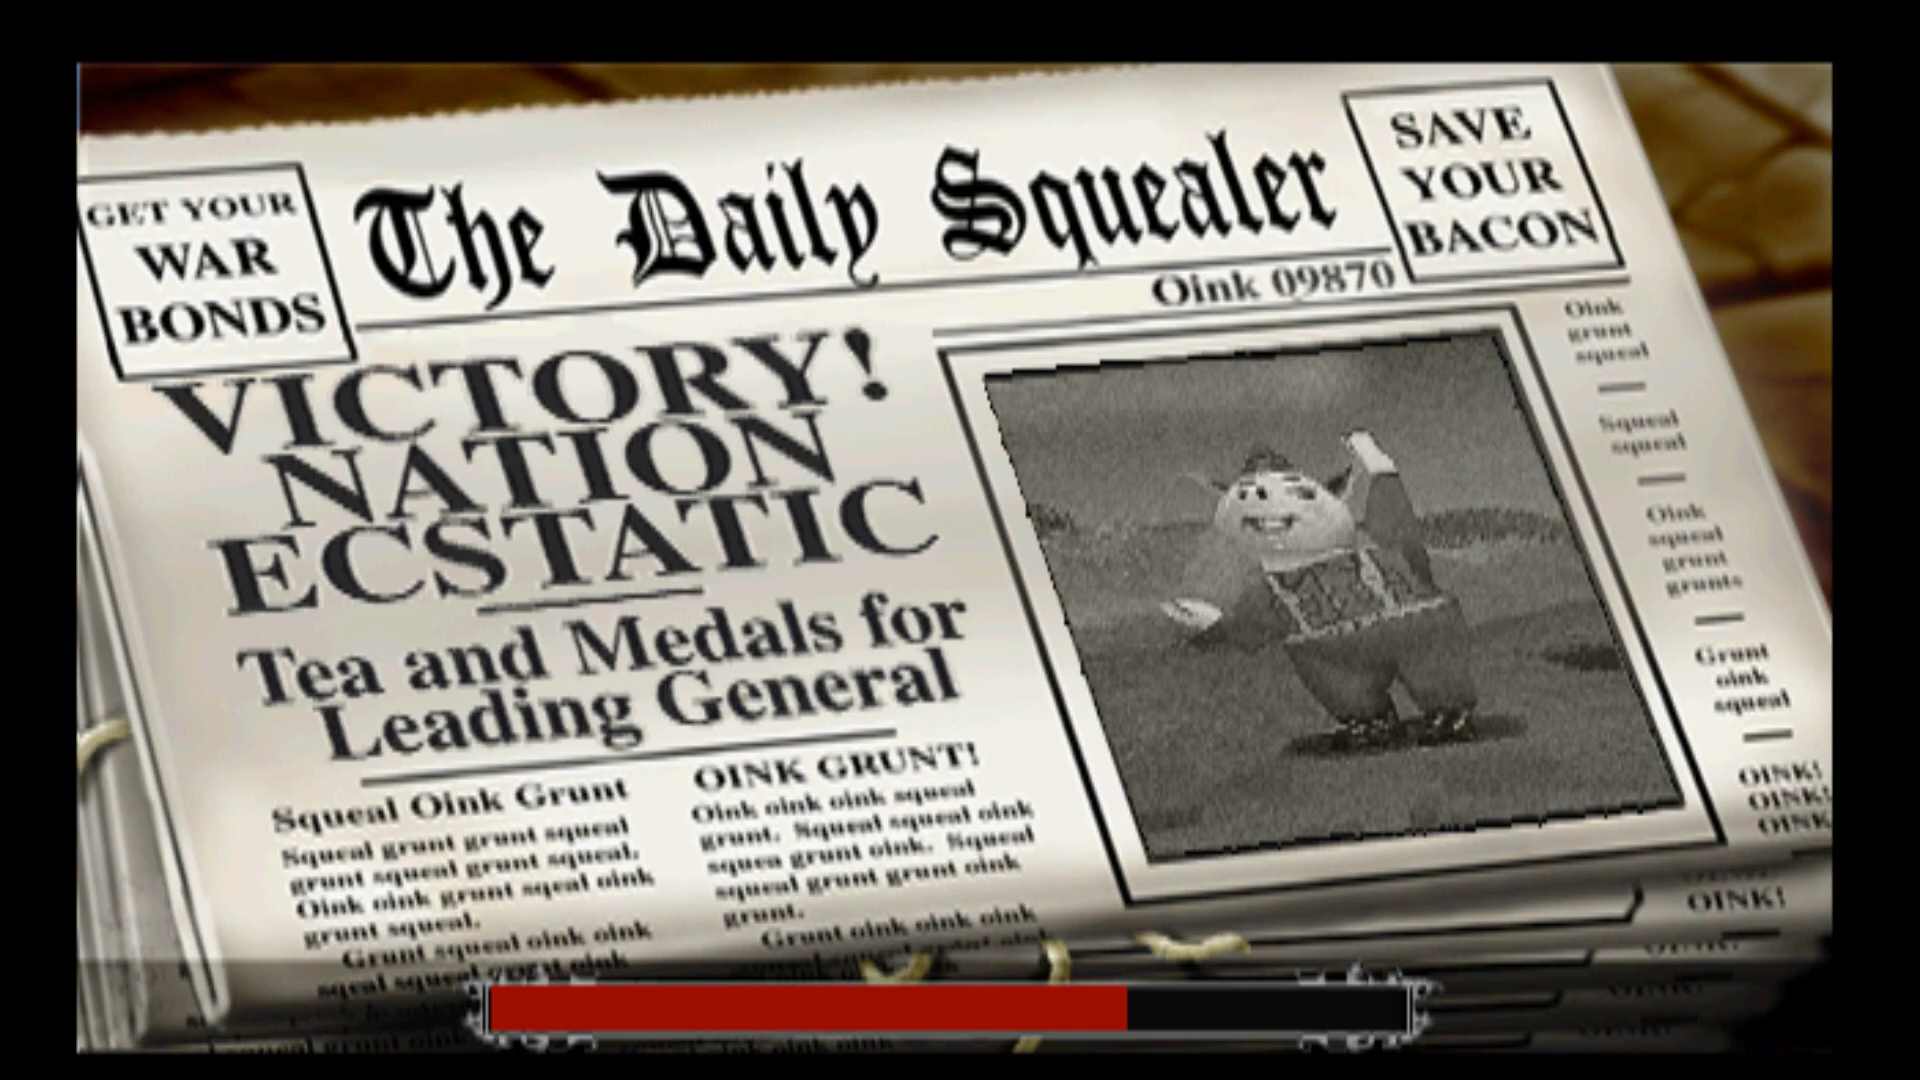 GET YOUR
WAR
BONDS
The Daily Squealer
SAVE
YOUR
BACON
Oink 09870
VICTORY!
NATION
ECSTATIC
Tea and Medals for
Leading General
Squeal Oink Grunt
Squeal grunt grunt squeal
grunt squeal grunt squeal.
Oink oink grunt sqeal oink
grunt squeal.
Grunt squeal oink oink
OINK GRUNT!
Oink oink oink squeal
grunt. Squeal squeal oink
squea grunt oink. Squeal
squeal grunt grunt oink
grunt.
Grunt oink oink oink
Oink
grunt
squeal
Squeal
squeal
Oink
squeal
grunt
grunts
Grunt
oink
squeal
OINK!
OINK!
OINK
OINK!